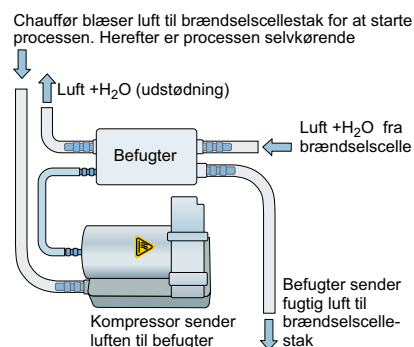 Chauffør blæser luft til brændselscellestak for at starte
processen. Herefter er processen selvkørende
Luft +H₂O (udstødning)
Luft +H₂O fra
brændselscelle
Befugter
Befugter sender
fugtig luft til
brændselscelle-
stak
Kompressor sender
luften til befugter